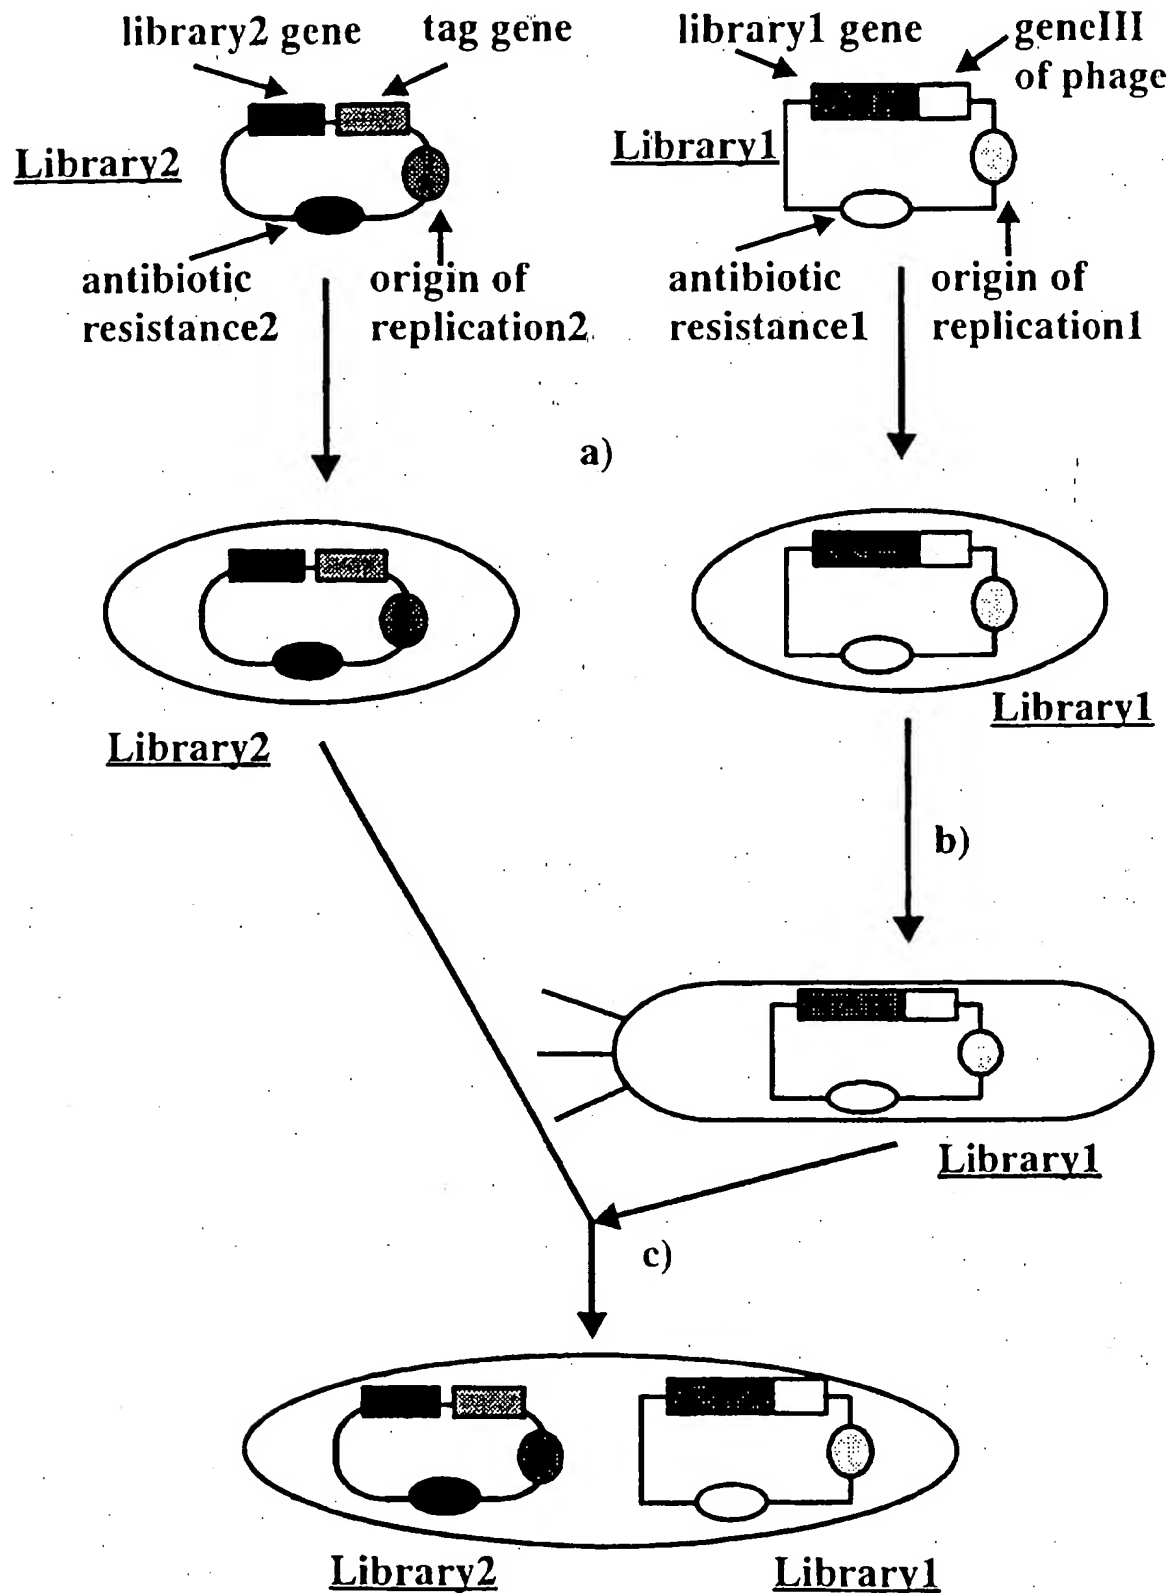 library2 gene
tag gene
library1 gene
geneIII
of phage
Library2
Library1
antibiotic
resistance2
origin of
replication2
antibiotic
resistance1
origin of
replication1
a)
Library2
Library1
b)
Library1
c)
Library2
Library1